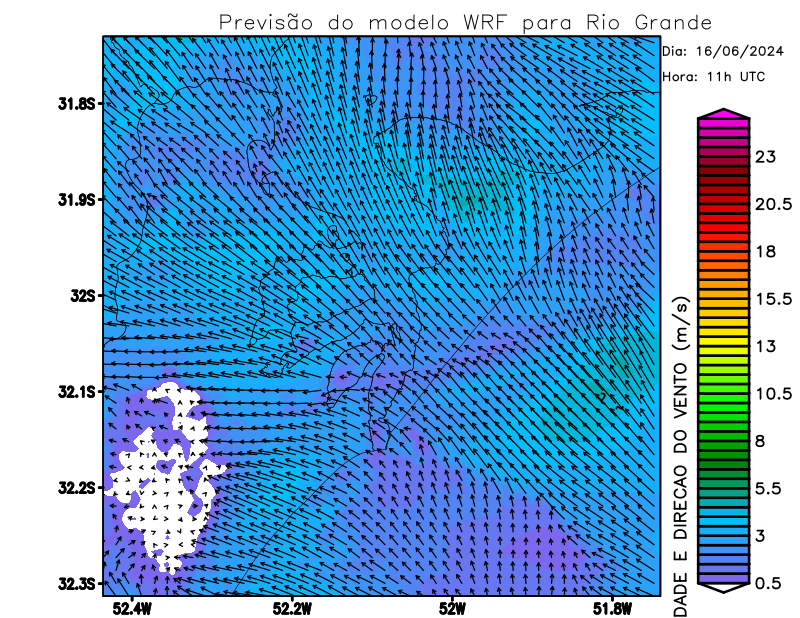 Previsão do modelo WRF para Rio Grande
Dia: 16/06/2024
Hora: 11h UTC
31.8S
31.9S
32S
32.1S
32.2S
32.3S
52.4W
52.2W
52W
51.8W
23
20.5
18
15.5
13
10.5
8
5.5
3
0.5
DADE E DIRECAO DO VENTO (m/s)